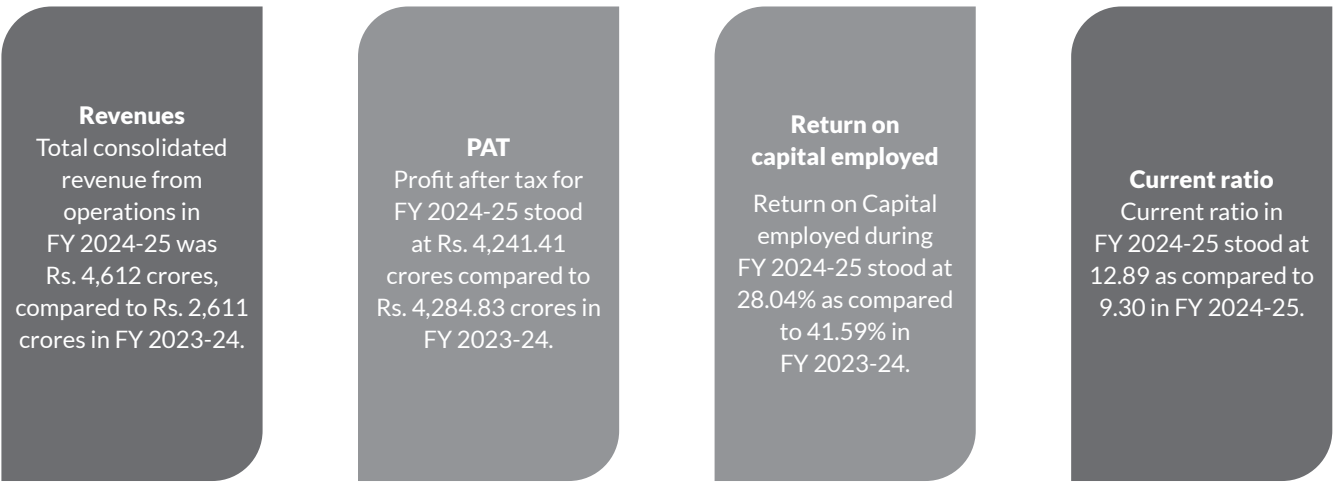 Revenues
Total consolidated
revenue from
operations in
FY 2024-25 was
Rs. 4,612 crores,
compared to Rs. 2,611
crores in FY 2023-24.
PAT
Profit after tax for
FY 2024-25 stood
at Rs. 4,241.41
crores compared to
Rs. 4,284.83 crores in
FY 2023-24.
Return on
capital employed
Return on Capital
employed during
FY 2024-25 stood at
28.04% as compared
to 41.59% in
FY 2023-24.
Current ratio
Current ratio in
FY 2024-25 stood at
12.89 as compared to
9.30 in FY 2024-25.